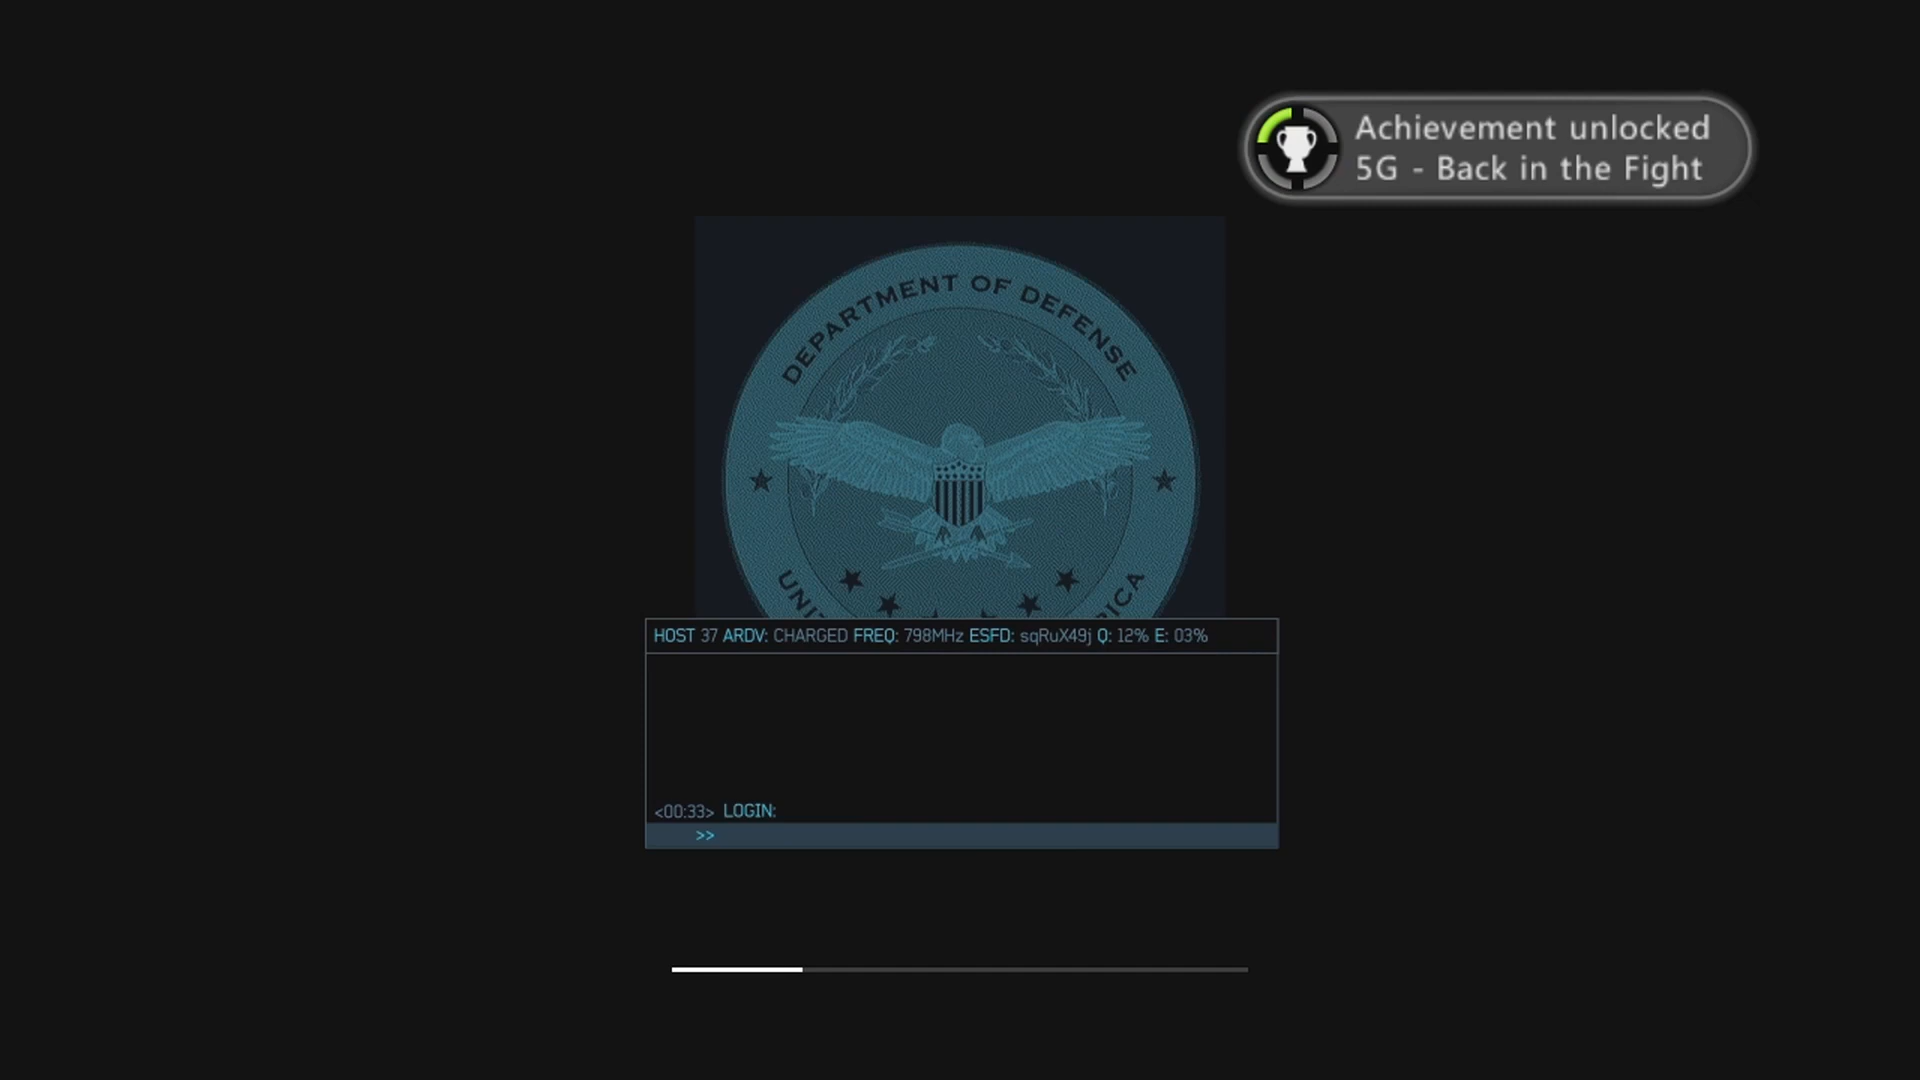 Achievement unlocked
5G - Back in the Fight
DEPARTMENT OF DEFENSE
HOST 37 ARDV: CHARGED FREQ: 798MHz ESFD: sqRuX49j Q: 12% E: 03%
<00:33> LOGIN:
>>